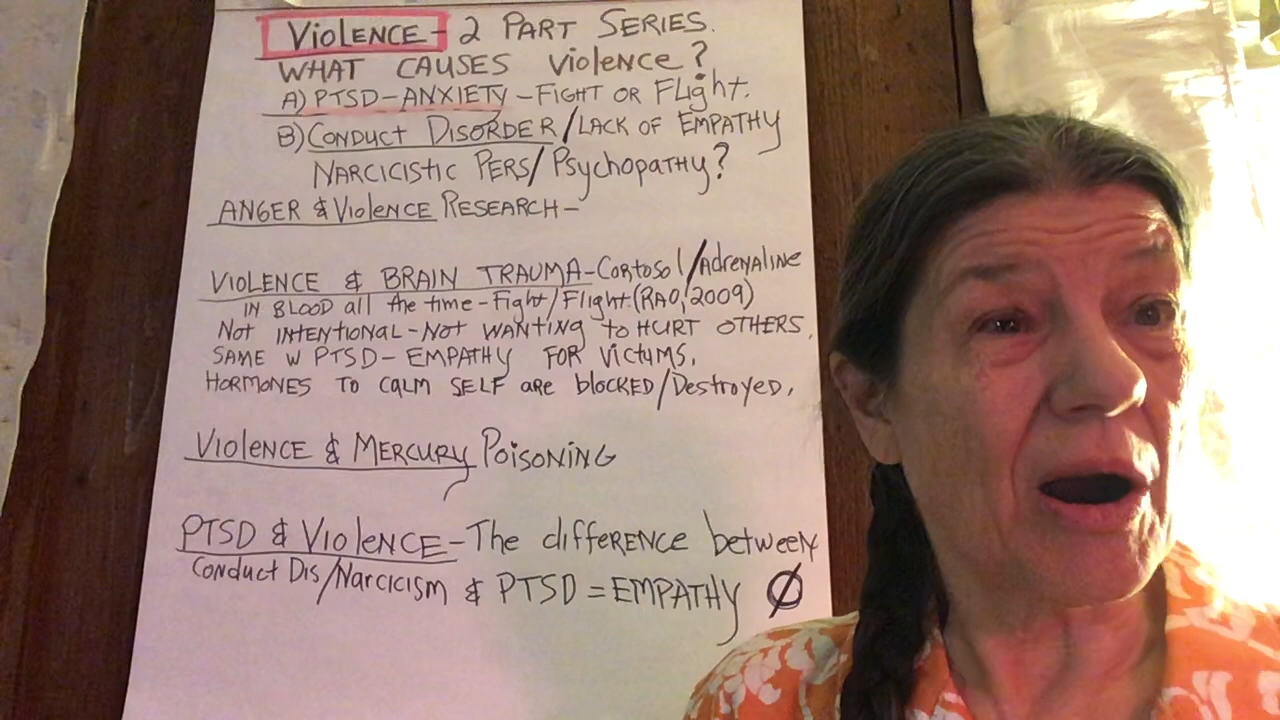 ViOLENCE - 2 PART SERIES.
WHAT CAUSES violence?
A) PTSD-ANXIETY - FIGHT OR Flight.
B) CONDUCT DISORDER / LACK OF EMPATHY
NARCICISTIC PERS / Psychopathy?
ANGER & Violence RESEARCH -
VIOLENCE & BRAIN TRAUMA - Cortosol / Adrenaline
IN BLOOD all the time - Fight / Flight. (RAO, 2009)
NOT INTENTIONAL - NOT WANTING to HURT OTHERS.
SAME W PTSD - EMPATHY FOR VICTUMS.
HORMONES TO CALM SELF ARE blocked / Destroyed.
VIOLENCE & MERCURY POISONING
PTSD & VIOLENCE - The difference between
Conduct Dis / Narcicism & PTSD = EMPATHY Ø